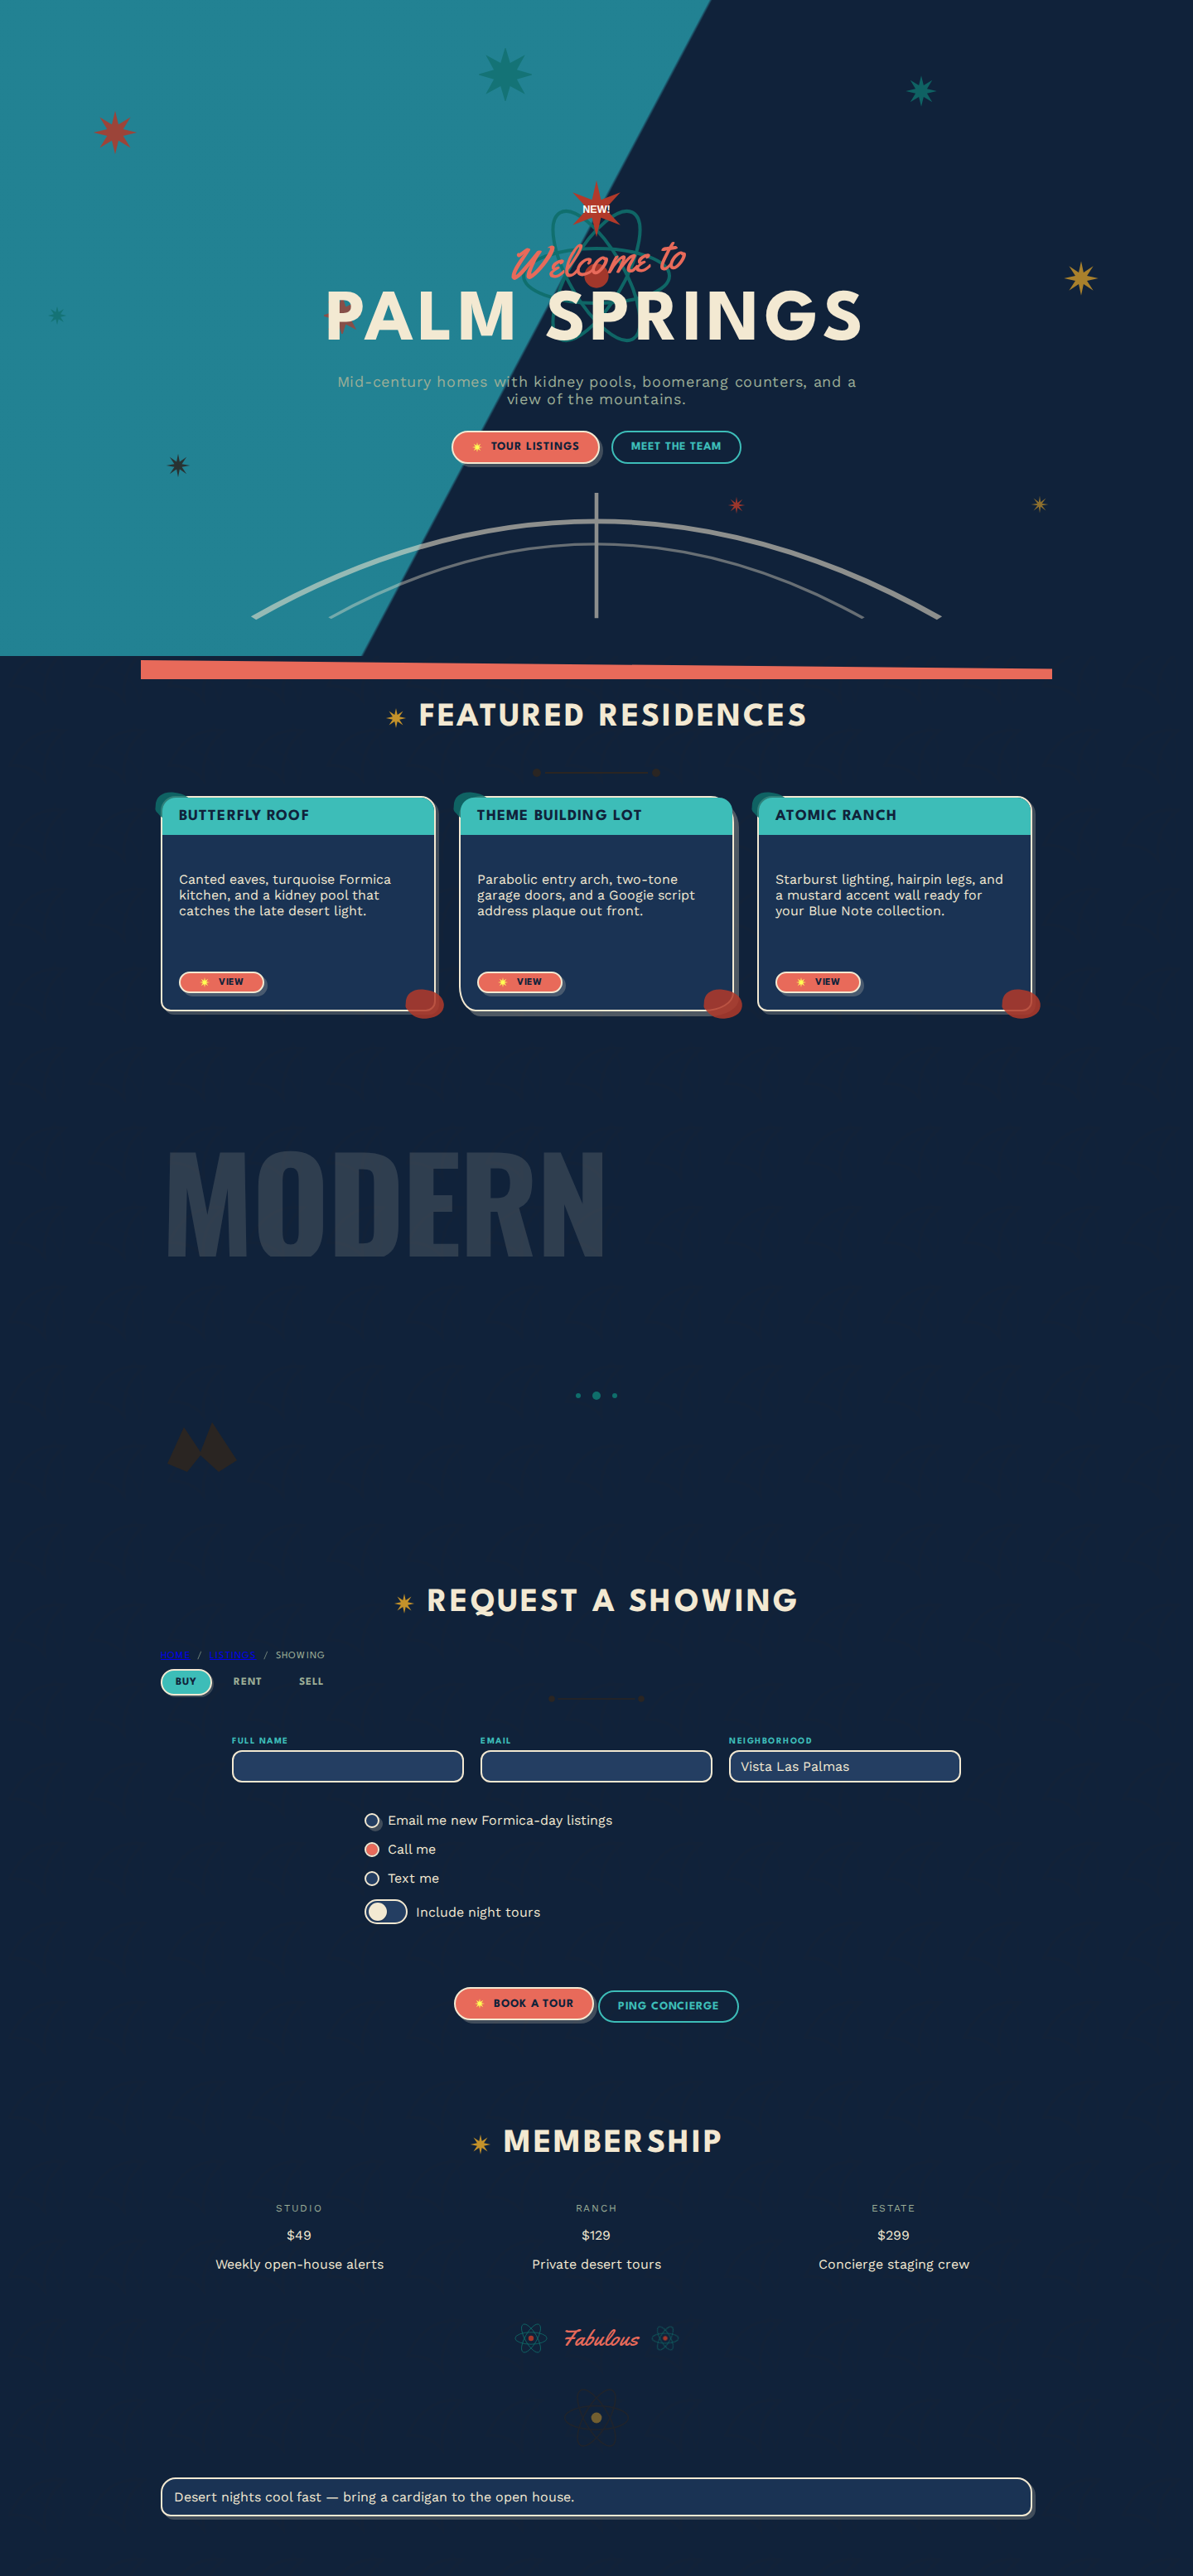 NEW!
Welcome to
PALM SPRINGS
Mid-century homes with kidney pools, boomerang counters, and a
view of the mountains.
TOUR LISTINGS
MEET THE TEAM
FEATURED RESIDENCES
BUTTERFLY ROOF
Canted eaves, turquoise Formica
kitchen, and a kidney pool that
catches the late desert light.
VIEW
THEME BUILDING LOT
Parabolic entry arch, two-tone
garage doors, and a Googie script
address plaque out front.
VIEW
ATOMIC RANCH
Starburst lighting, hairpin legs, and
a mustard accent wall ready for
your Blue Note collection.
VIEW
MODERN
REQUEST A SHOWING
HOME / LISTINGS / SHOWING
BUY
RENT
SELL
FULL NAME
EMAIL
NEIGHBORHOOD
Vista Las Palmas
Email me new Formica-day listings
Call me
Text me
Include night tours
BOOK A TOUR
PING CONCIERGE
MEMBERSHIP
STUDIO
$49
Weekly open-house alerts
RANCH
$129
Private desert tours
ESTATE
$299
Concierge staging crew
Fabulous
Desert nights cool fast — bring a cardigan to the open house.